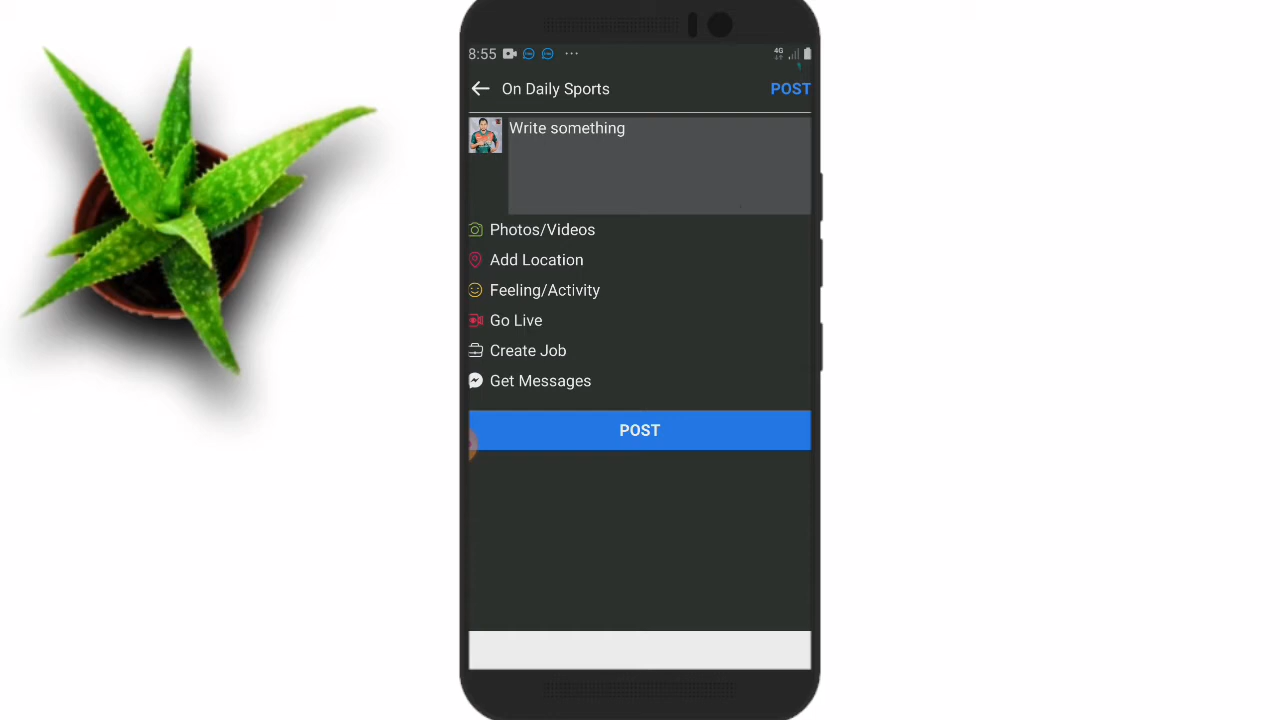 8:55
4G
On Daily Sports
POST
Write something
Photos/Videos
Add Location
Feeling/Activity
Go Live
Create Job
Get Messages
POST